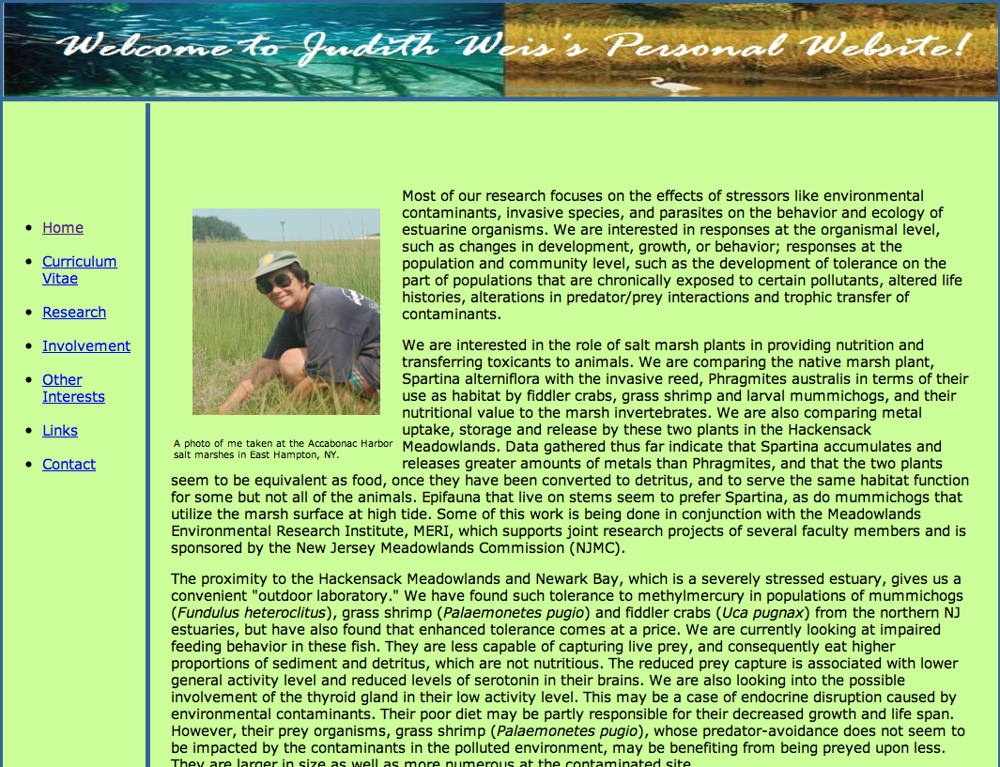 Welcome to Judith Weis's Personal Website!
Home
Curriculum
Vitae
Research
Involvement
Other
Interests
Links
Contact
A photo of me taken at the Accabonac Harbor
salt marshes in East Hampton, NY.
Most of our research focuses on the effects of stressors like environmental
contaminants, invasive species, and parasites on the behavior and ecology of
estuarine organisms. We are interested in responses at the organismal level,
such as changes in development, growth, or behavior; responses at the
population and community level, such as the development of tolerance on the
part of populations that are chronically exposed to certain pollutants, altered life
histories, alterations in predator/prey interactions and trophic transfer of
contaminants.
We are interested in the role of salt marsh plants in providing nutrition and
transferring toxicants to animals. We are comparing the native marsh plant,
Spartina alterniflora with the invasive reed, Phragmites australis in terms of their
use as habitat by fiddler crabs, grass shrimp and larval mummichogs, and their
nutritional value to the marsh invertebrates. We are also comparing metal
uptake, storage and release by these two plants in the Hackensack
Meadowlands. Data gathered thus far indicate that Spartina accumulates and
releases greater amounts of metals than Phragmites, and that the two plants
seem to be equivalent as food, once they have been converted to detritus, and to serve the same habitat function
for some but not all of the animals. Epifauna that live on stems seem to prefer Spartina, as do mummichogs that
utilize the marsh surface at high tide. Some of this work is being done in conjunction with the Meadowlands
Environmental Research Institute, MERI, which supports joint research projects of several faculty members and is
sponsored by the New Jersey Meadowlands Commission (NJMC).
The proximity to the Hackensack Meadowlands and Newark Bay, which is a severely stressed estuary, gives us a
convenient "outdoor laboratory." We have found such tolerance to methylmercury in populations of mummichogs
(Fundulus heteroclitus), grass shrimp (Palaemonetes pugio) and fiddler crabs (Uca pugnax) from the northern NJ
estuaries, but have also found that enhanced tolerance comes at a price. We are currently looking at impaired
feeding behavior in these fish. They are less capable of capturing live prey, and consequently eat higher
proportions of sediment and detritus, which are not nutritious. The reduced prey capture is associated with lower
general activity level and reduced levels of serotonin in their brains. We are also looking into the possible
involvement of the thyroid gland in their low activity level. This may be a case of endocrine disruption caused by
environmental contaminants. Their poor diet may be partly responsible for their decreased growth and life span.
However, their prey organisms, grass shrimp (Palaemonetes pugio), whose predator-avoidance does not seem to
be impacted by the contaminants in the polluted environment, may be benefiting from being preyed upon less.
They are larger in size as well as more numerous at the contaminated site.